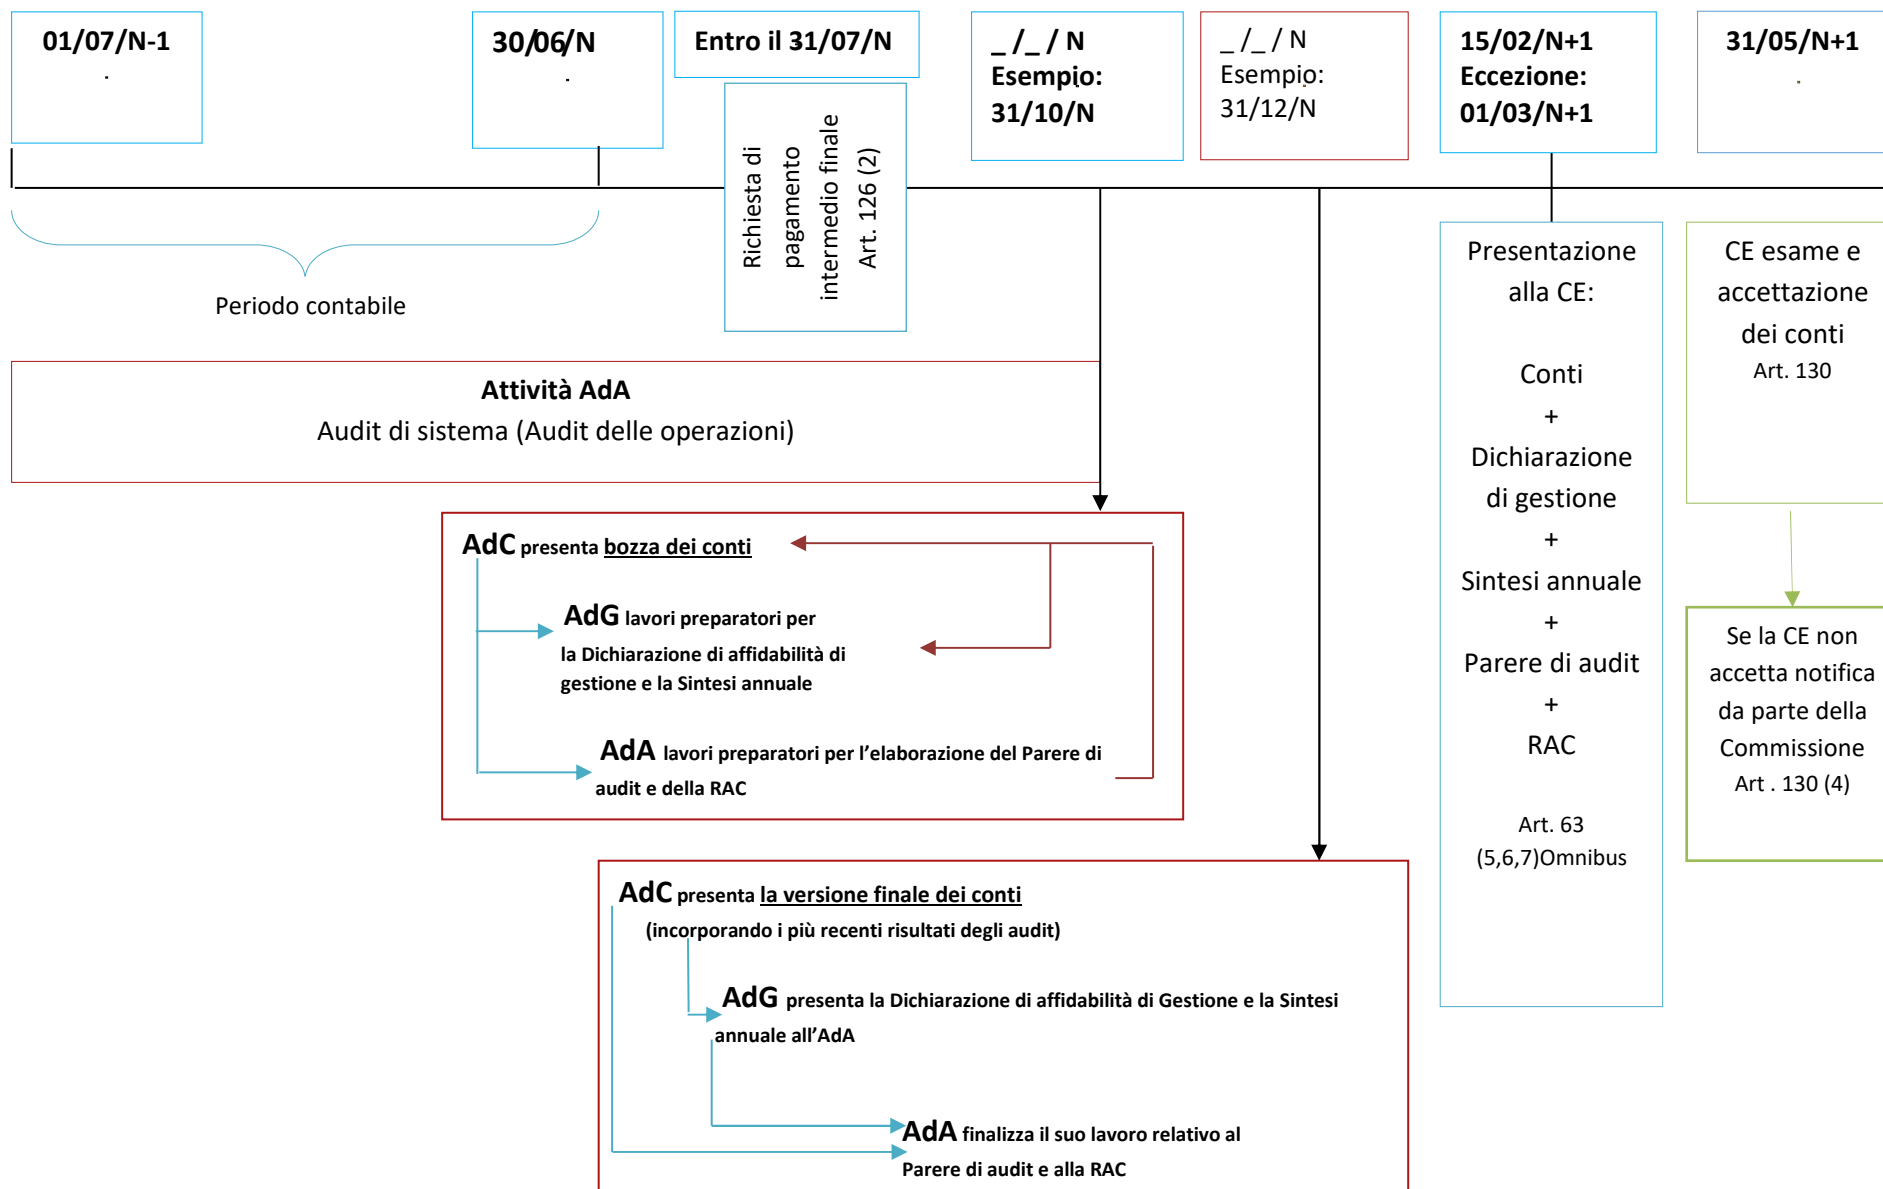 01/07/N-1
30/06/N
Entro il 31/07/N
_ /_ / N
Esempio:
31/10/N
_ /_ / N
Esempio:
31/12/N
15/02/N+1
Eccezione:
01/03/N+1
31/05/N+1
Richiesta di
pagamento
intermedio finale
Art. 126 (2)
Periodo contabile
Attività AdA
Audit di sistema (Audit delle operazioni)
AdC presenta bozza dei conti
AdG lavori preparatori per
la Dichiarazione di affidabilità di
gestione e la Sintesi annuale
AdA lavori preparatori per l’elaborazione del Parere di
audit e della RAC
AdC presenta la versione finale dei conti
(incorporando i più recenti risultati degli audit)
AdG presenta la Dichiarazione di affidabilità di Gestione e la Sintesi
annuale all’AdA
AdA finalizza il suo lavoro relativo al
Parere di audit e alla RAC
Presentazione
alla CE:
Conti
+
Dichiarazione
di gestione
+
Sintesi annuale
+
Parere di audit
+
RAC
Art. 63
(5,6,7)Omnibus
CE esame e
accettazione
dei conti
Art. 130
Se la CE non
accetta notifica
da parte della
Commissione
Art . 130 (4)